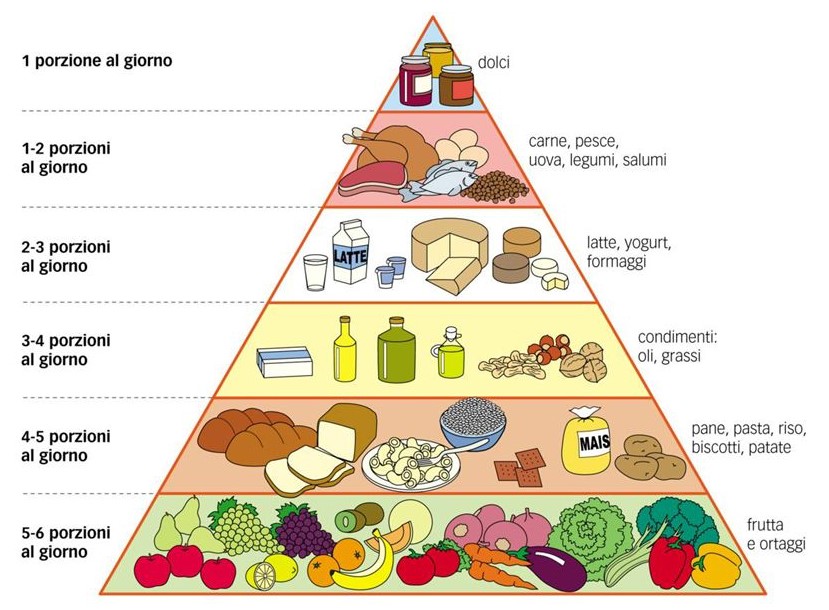 1 porzione al giorno
dolci
1-2 porzioni
al giorno
carne, pesce,
uova, legumi, salumi
2-3 porzioni
al giorno
LATTE
latte, yogurt,
formaggi
3-4 porzioni
al giorno
condimenti:
oli, grassi
4-5 porzioni
al giorno
MAIS
pane, pasta, riso,
biscotti, patate
5-6 porzioni
al giorno
frutta
e ortaggi